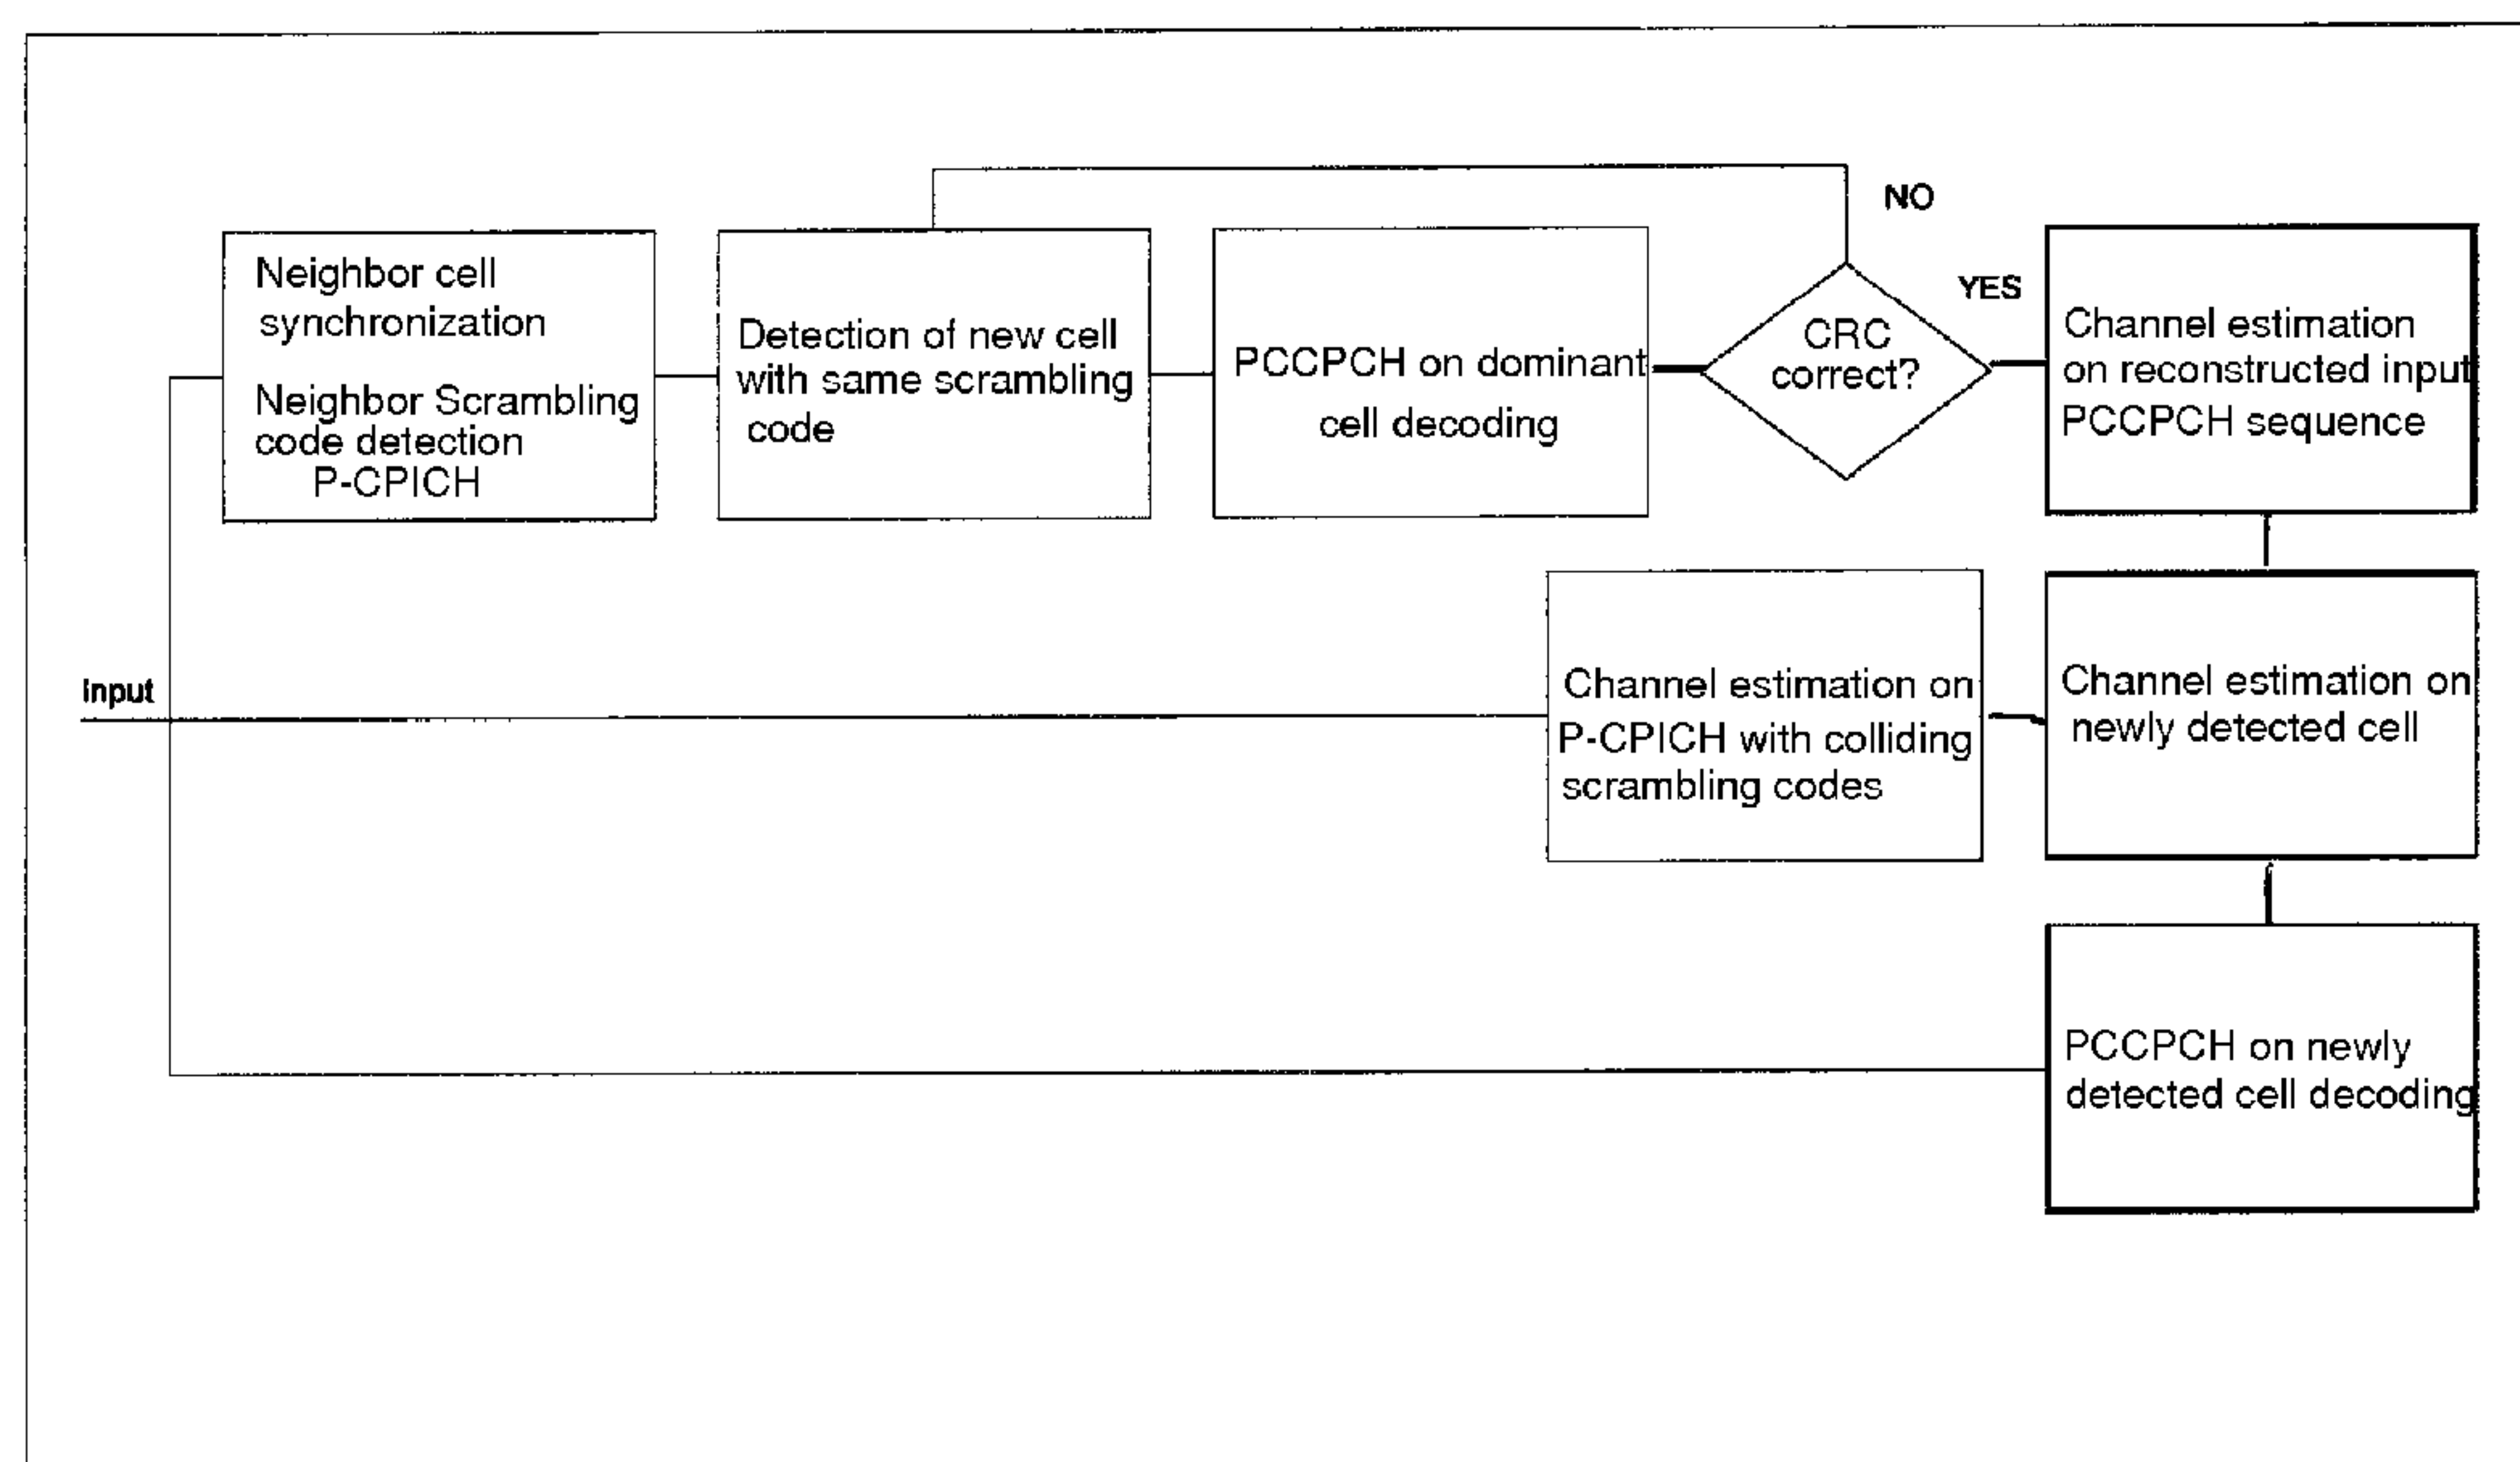 NO
Neighbor cell
synchronization
Neighbor Scrambling
code detection
P-CPICH
Detection of new cell
with same scrambling
code
PCCPCH on dominant
cell decoding
CRC
correct?
YES
Channel estimation
on reconstructed input
PCCPCH sequence
Input
Channel estimation on
P-CPICH with colliding
scrambling codes
Channel estimation on
newly detected cell
PCCPCH on newly
detected cell decoding